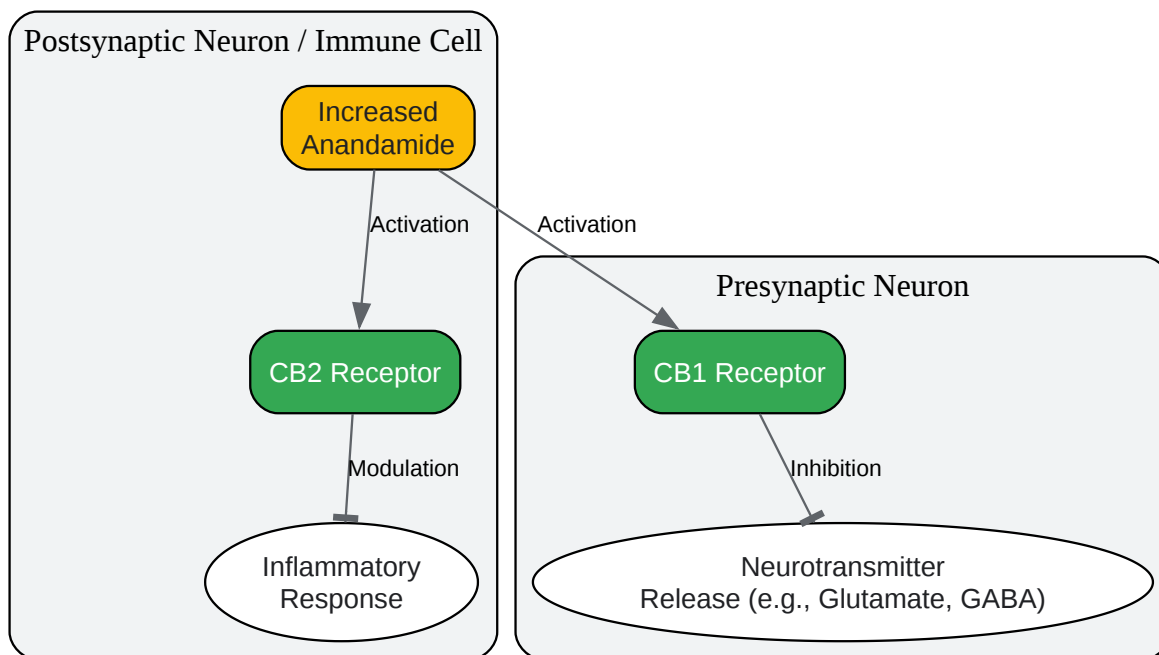 Postsynaptic Neuron / Immune Cell
Increased
Anandamide
Activation
Activation
Presynaptic Neuron
CB2 Receptor
CB1 Receptor
Modulation
Inhibition
Inflammatory
Response
Neurotransmitter
Release (e.g., Glutamate, GABA)